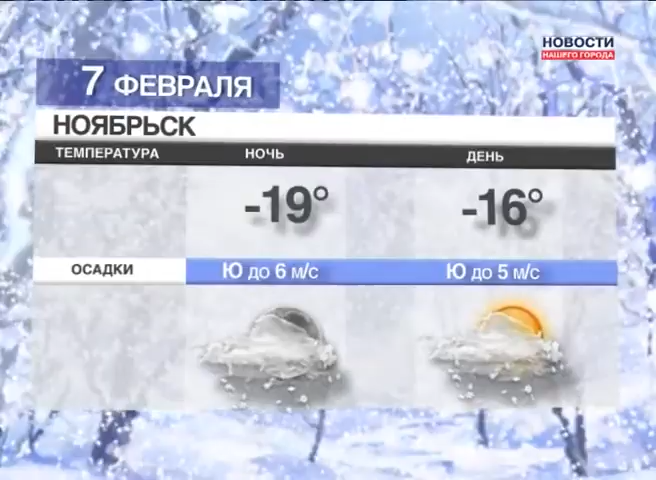 НОВОСТИ
НАШЕГО ГОРОДА
7 ФЕВРАЛЯ
НОЯБРЬСК
ТЕМПЕРАТУРА НОЧЬ ДЕНЬ
-19° -16°
ОСАДКИ Ю до 6 м/с Ю до 5 м/с